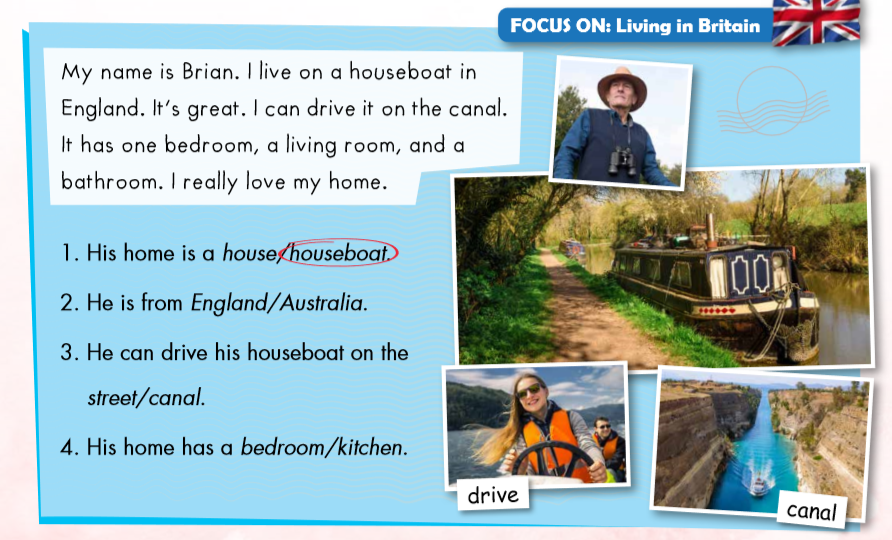 FOCUS ON: Living in Britain
My name is Brian. I live on a houseboat in
England. It's great. I can drive it on the canal.
It has one bedroom, a living room, and a
bathroom. I really love my home.
1. His home is a house/houseboat.
2. He is from England/Australia.
3. He can drive his houseboat on the
street/canal.
4. His home has a bedroom/kitchen.
drive
canal